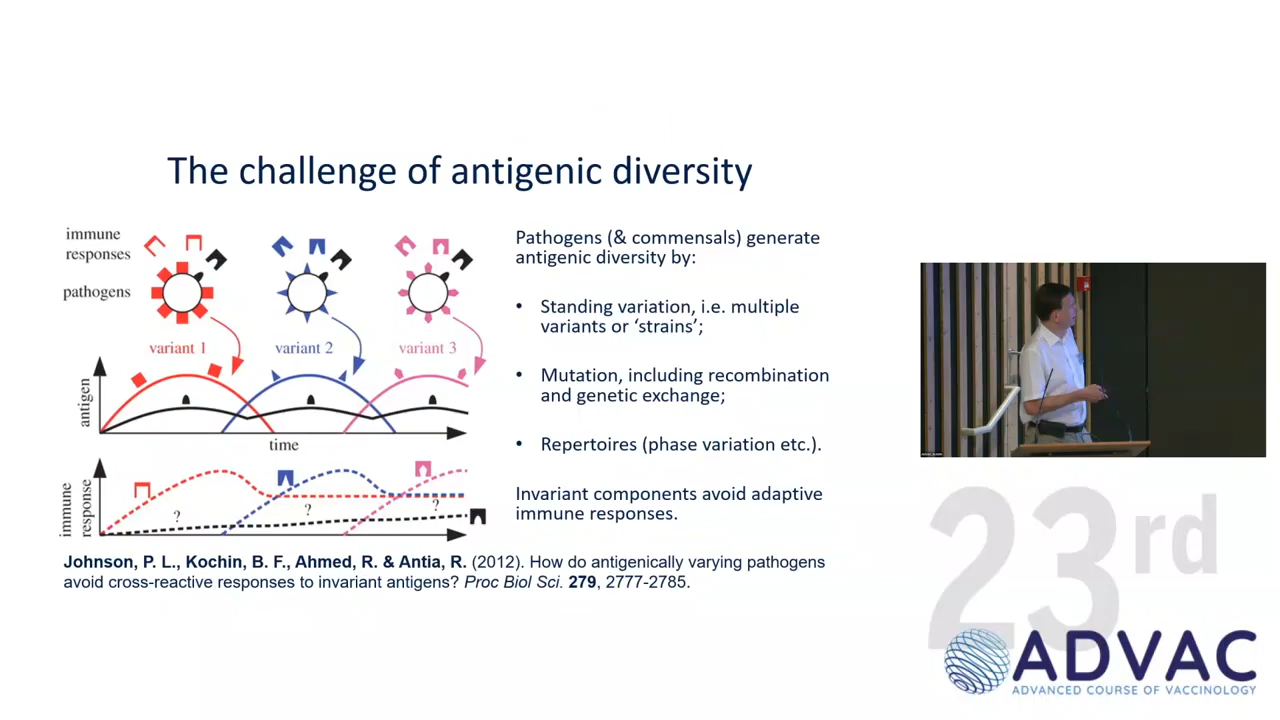 The challenge of antigenic diversity
immune
responses
pathogens
variant 1
variant 2
variant 3
antigen
time
immune
response
?
?
?
Pathogens (& commensals) generate
antigenic diversity by:
• Standing variation, i.e. multiple
variants or ‘strains’;
• Mutation, including recombination
and genetic exchange;
• Repertoires (phase variation etc.).
Invariant components avoid adaptive
immune responses.
Johnson, P. L., Kochin, B. F., Ahmed, R. & Antia, R. (2012). How do antigenically varying pathogens
avoid cross-reactive responses to invariant antigens? Proc Biol Sci. 279, 2777-2785.
23rd
ADVAC
ADVANCED COURSE OF VACCINOLOGY